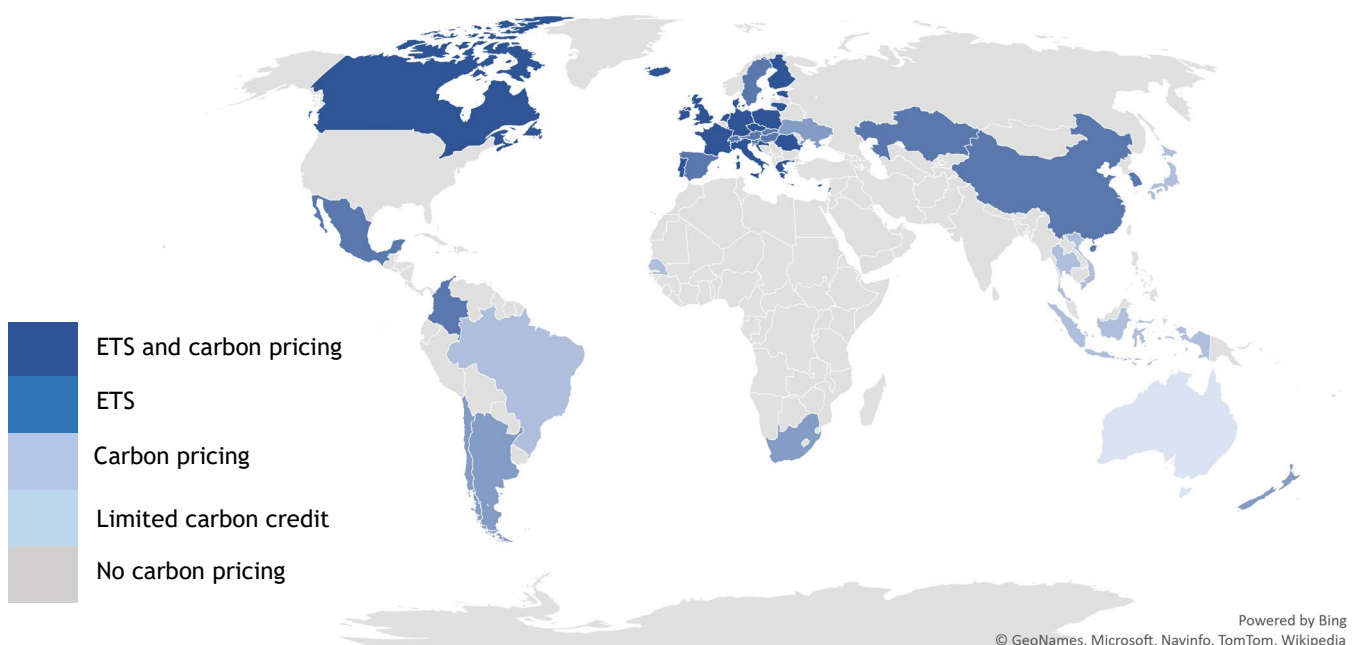 ETS and carbon pricing
ETS
Carbon pricing
Limited carbon credit
No carbon pricing
Powered by Bing
© GeoNames, Microsoft, Navinfo, TomTom, Wikipedia